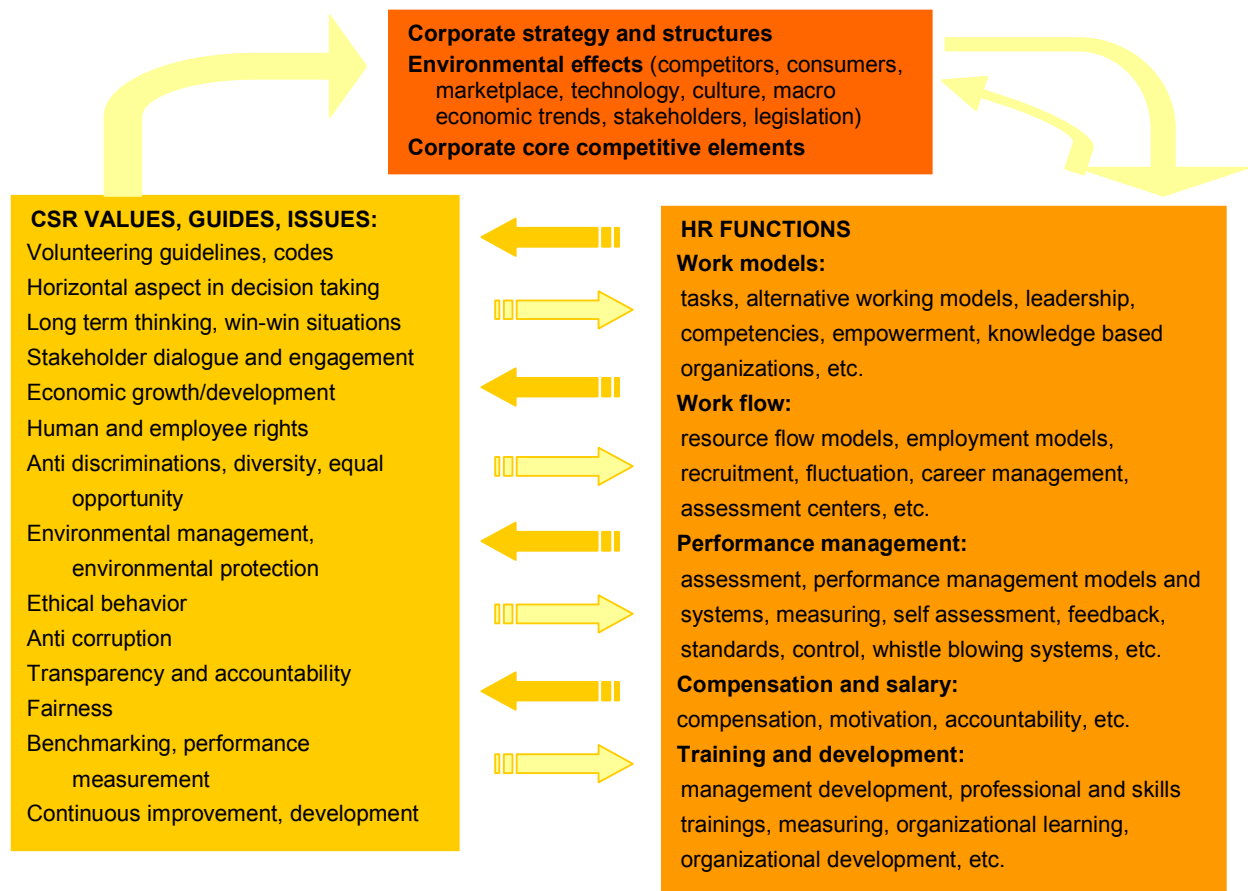 Corporate strategy and structures
Environmental effects (competitors, consumers,
marketplace, technology, culture, macro
economic trends, stakeholders, legislation)
Corporate core competitive elements
CSR VALUES, GUIDES, ISSUES:
Volunteering guidelines, codes
Horizontal aspect in decision taking
Long term thinking, win-win situations
Stakeholder dialogue and engagement
Economic growth/development
Human and employee rights
Anti discriminations, diversity, equal
opportunity
Environmental management,
environmental protection
Ethical behavior
Anti corruption
Transparency and accountability
Fairness
Benchmarking, performance
measurement
Continuous improvement, development
HR FUNCTIONS
Work models:
tasks, alternative working models, leadership,
competencies, empowerment, knowledge based
organizations, etc.
Work flow:
resource flow models, employment models,
recruitment, fluctuation, career management,
assessment centers, etc.
Performance management:
assessment, performance management models and
systems, measuring, self assessment, feedback,
standards, control, whistle blowing systems, etc.
Compensation and salary:
compensation, motivation, accountability, etc.
Training and development:
management development, professional and skills
trainings, measuring, organizational learning,
organizational development, etc.